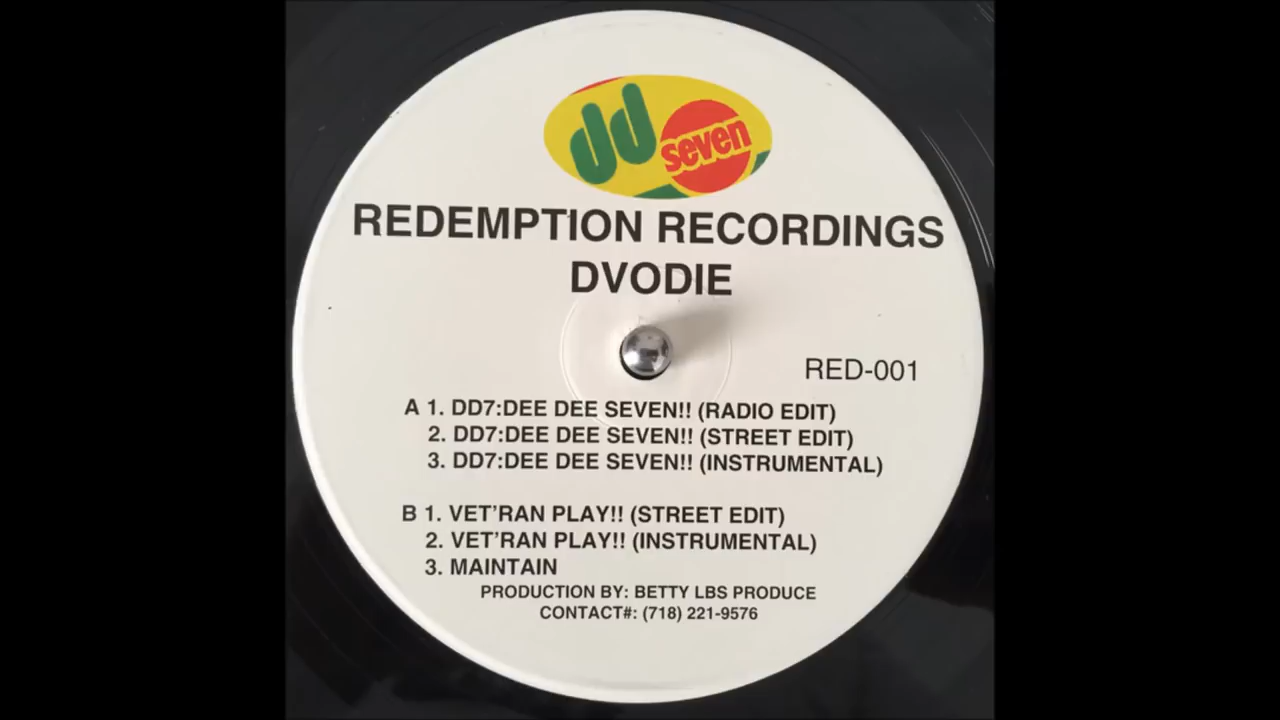 dd seven
REDEMPTION RECORDINGS
DVODIE
RED-001
A 1. DD7:DEE DEE SEVEN!! (RADIO EDIT)
2. DD7:DEE DEE SEVEN!! (STREET EDIT)
3. DD7:DEE DEE SEVEN!! (INSTRUMENTAL)
B 1. VET'RAN PLAY!! (STREET EDIT)
2. VET'RAN PLAY!! (INSTRUMENTAL)
3. MAINTAIN
PRODUCTION BY: BETTY LBS PRODUCE
CONTACT#: (718) 221-9576